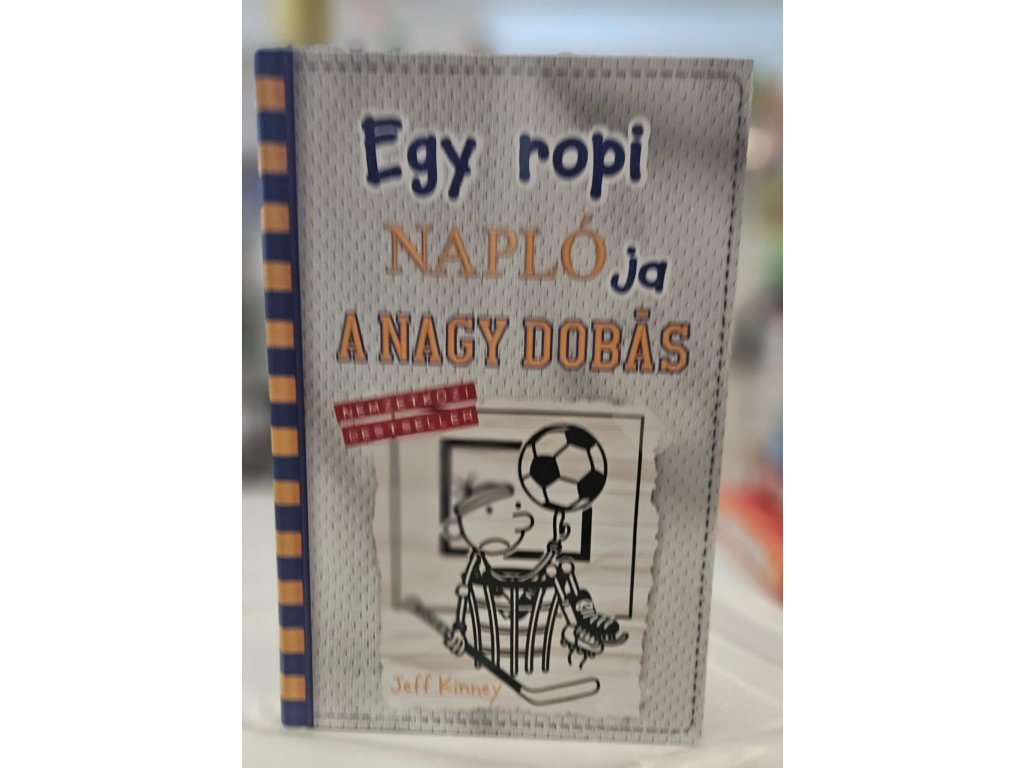 Egy ropi
NAPLÓja
A NAGY DOBÁS
NEMZETKÖZI
BESTSELLER
Jeff Kinney